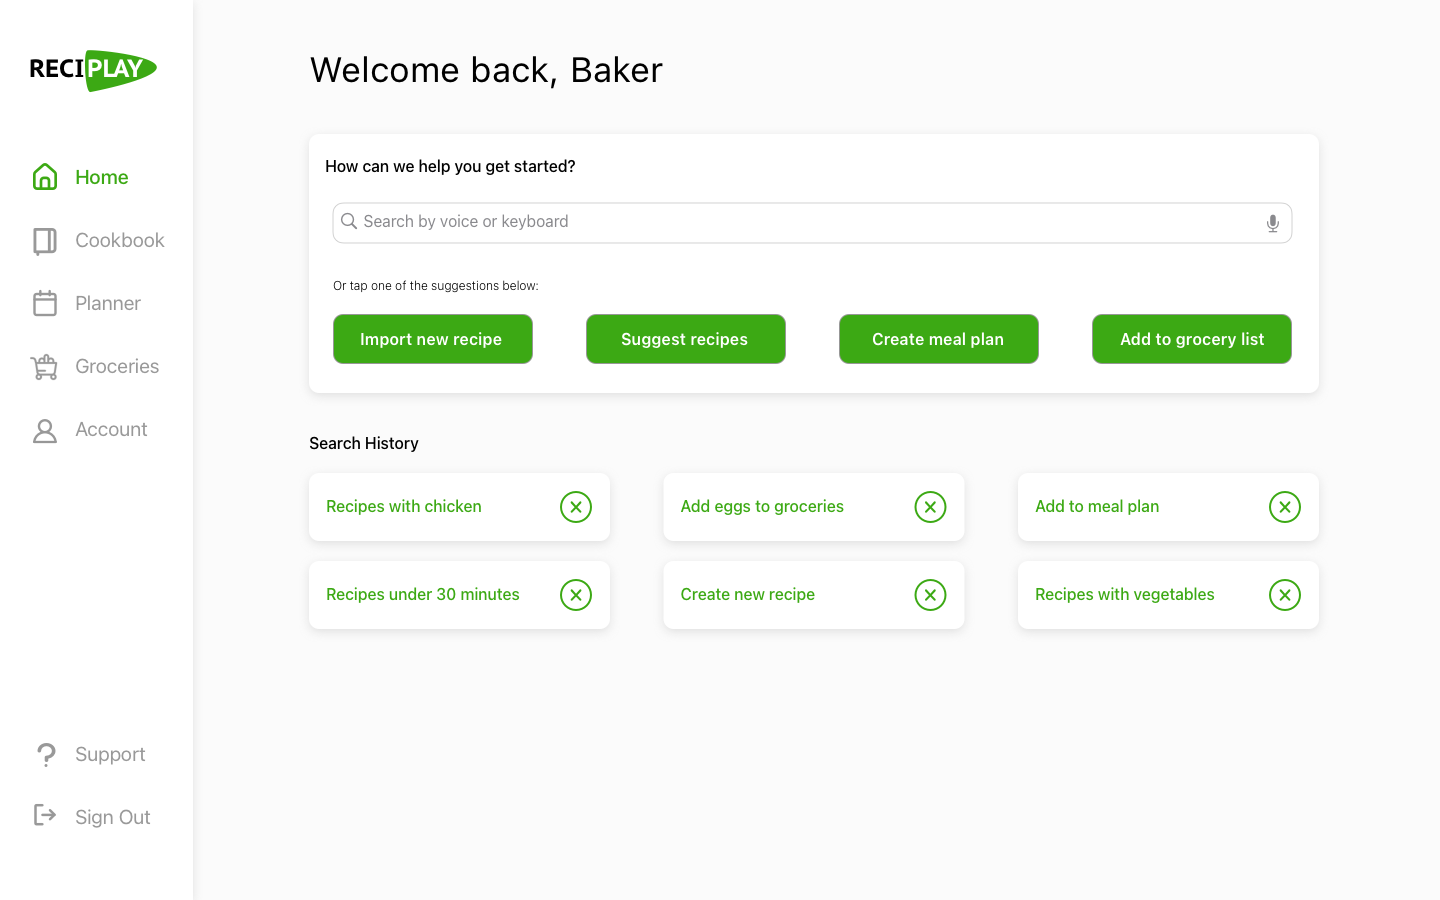 RECIPLAY
Home
Cookbook
Planner
Groceries
Account
Support
Sign Out
Welcome back, Baker
How can we help you get started?
Search by voice or keyboard
Or tap one of the suggestions below:
Import new recipe
Suggest recipes
Create meal plan
Add to grocery list
Search History
Recipes with chicken
Add eggs to groceries
Add to meal plan
Recipes under 30 minutes
Create new recipe
Recipes with vegetables